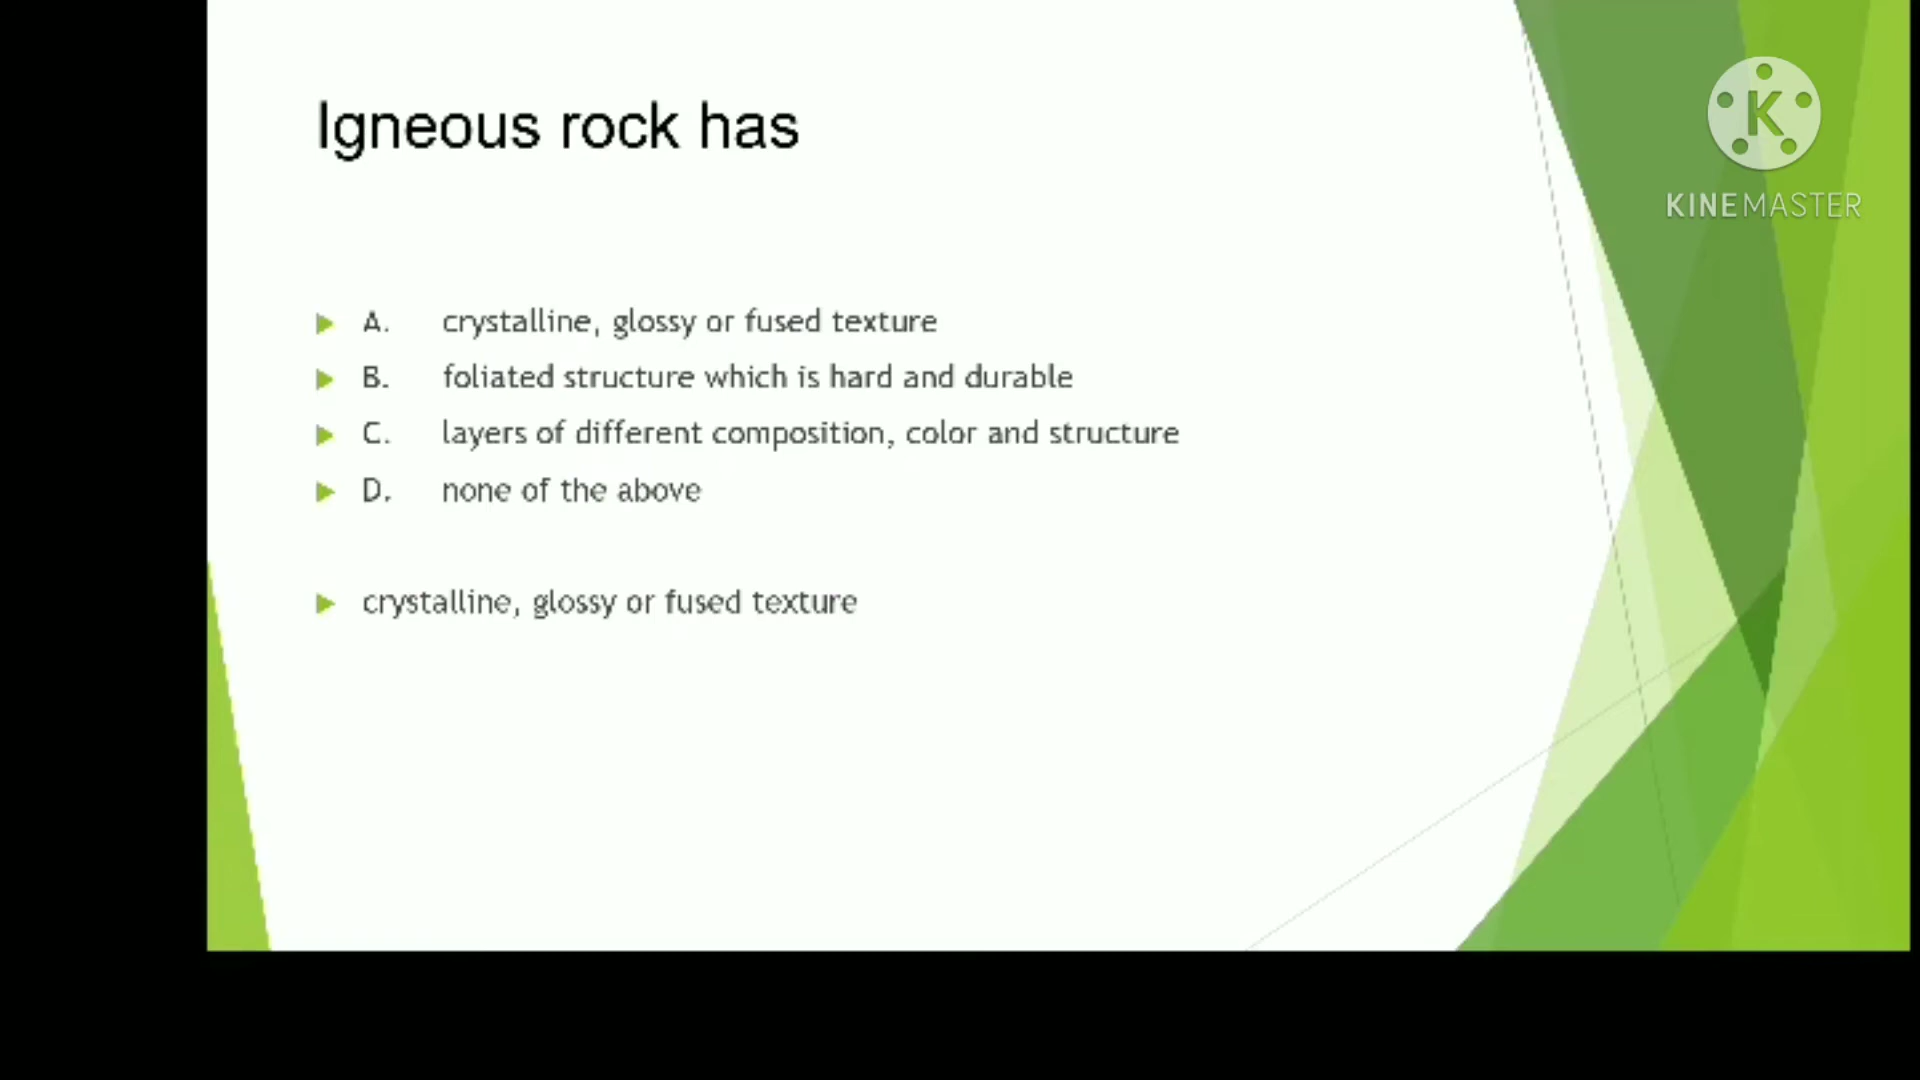 Igneous rock has
K
KINEMASTER
A. crystalline, glossy or fused texture
B. foliated structure which is hard and durable
C. layers of different composition, color and structure
D. none of the above
crystalline, glossy or fused texture